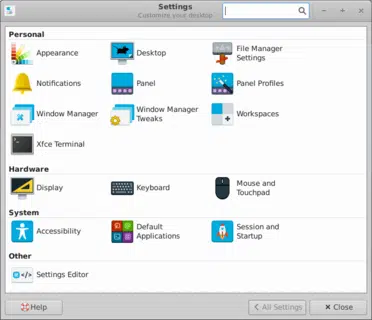 Settings
Customize your desktop
Personal
Appearance
Desktop
File Manager
Settings
Notifications
Panel
Panel Profiles
Window Manager
Window Manager
Tweaks
Workspaces
Xfce Terminal
Hardware
Display
Keyboard
Mouse and
Touchpad
System
Accessibility
Default
Applications
Session and
Startup
Other
Settings Editor
Help
All Settings
Close